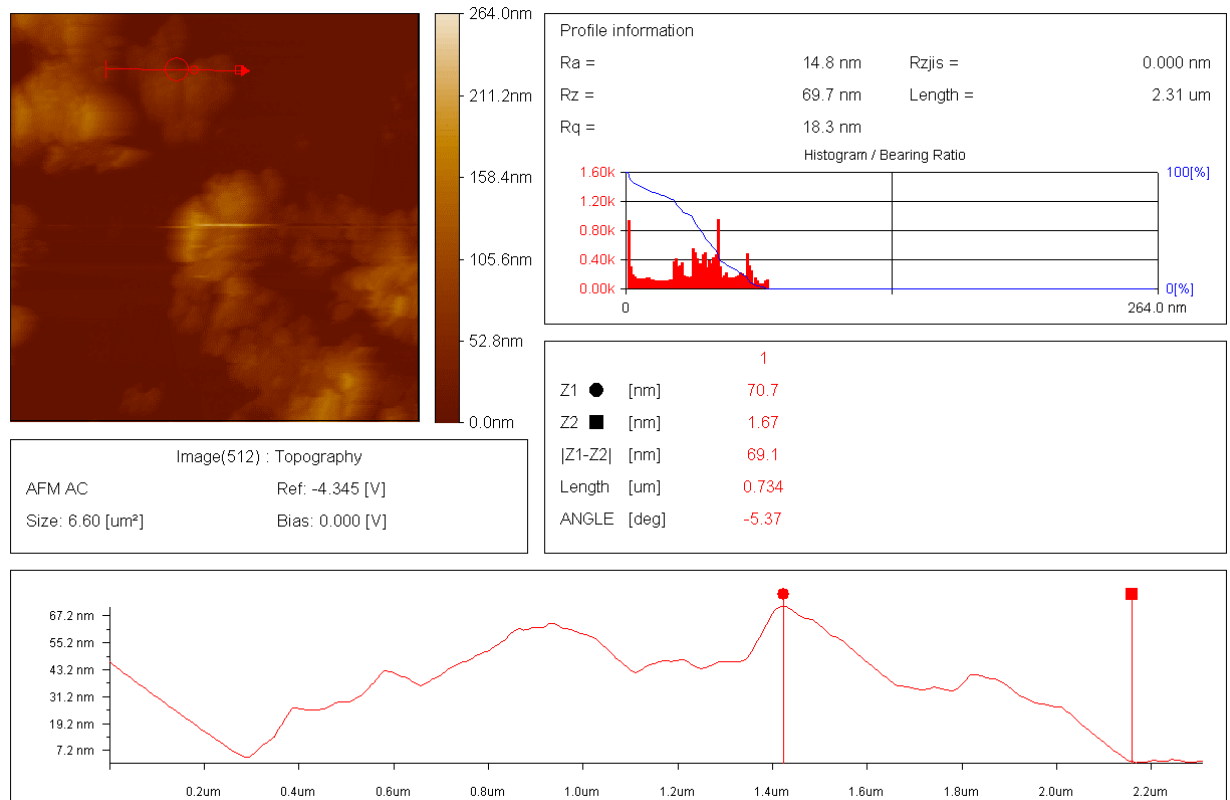 264.0nm
211.2nm
158.4nm
105.6nm
52.8nm
0.0nm
Image(512) : Topography
AFM AC Ref: -4.345 [V]
Size: 6.60 [um²] Bias: 0.000 [V]
Profile information
Ra = 14.8 nm Rzjis = 0.000 nm
Rz = 69.7 nm Length = 2.31 um
Rq = 18.3 nm
Histogram / Bearing Ratio
1.60k 100[%]
1.20k
0.80k
0.40k
0.00k 0[%]
0 264.0 nm
1
Z1 [nm] 70.7
Z2 [nm] 1.67
|Z1-Z2| [nm] 69.1
Length [um] 0.734
ANGLE [deg] -5.37
67.2 nm
55.2 nm
43.2 nm
31.2 nm
19.2 nm
7.2 nm
0.2um 0.4um 0.6um 0.8um 1.0um 1.2um 1.4um 1.6um 1.8um 2.0um 2.2um